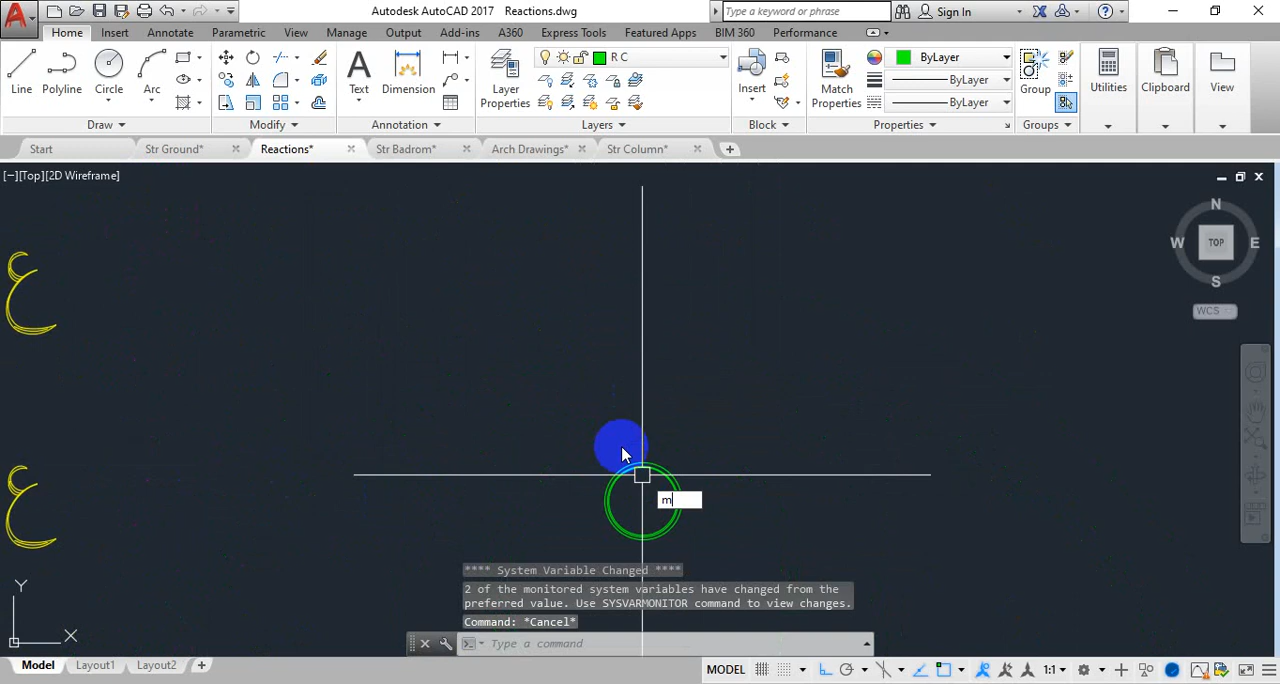 Autodesk AutoCAD 2017 Reactions.dwg
Type a keyword or phrase
Sign In
Home Insert Annotate Parametric View Manage Output Add-ins A360 Express Tools Featured Apps BIM 360 Performance
R C
ByLayer
Line Polyline Circle Arc Text Dimension Layer Properties Insert Match Properties Group Utilities Clipboard View
ByLayer
ByLayer
Draw Modify Annotation Layers Block Properties Groups
Start Str Ground* Reactions* Str Badrom* Arch Drawings* Str Column*
[−][Top][2D Wireframe]
N
W TOP E
S
WCS
ع
ع
m
**** System Variable Changed ****
2 of the monitored system variables have changed from the
preferred value. Use SYSVARMONITOR command to view changes.
Command: *Cancel*
Y
X
Type a command
Model Layout1 Layout2
MODEL
1:1